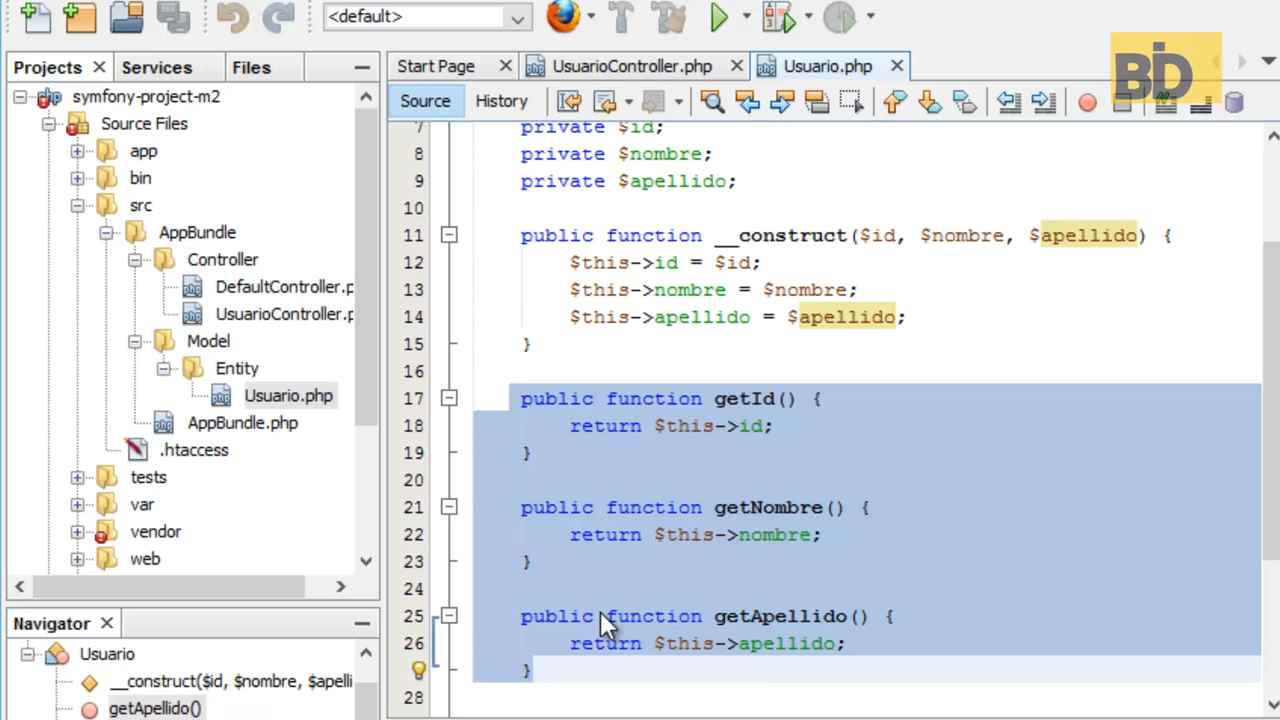 <default>
Projects
Services
Files
Start Page
UsuarioController.php
Usuario.php
BD
Source
History
symfony-project-m2
Source Files
app
bin
src
AppBundle
Controller
DefaultController.p
UsuarioController.p
Model
Entity
Usuario.php
AppBundle.php
.htaccess
tests
var
vendor
web
7 private $id;
8 private $nombre;
9 private $apellido;
10
11 public function __construct($id, $nombre, $apellido) {
12 $this->id = $id;
13 $this->nombre = $nombre;
14 $this->apellido = $apellido;
15 }
16
17 public function getId() {
18 return $this->id;
19 }
20
21 public function getNombre() {
22 return $this->nombre;
23 }
24
25 public function getApellido() {
26 return $this->apellido;
}
28
Navigator
Usuario
__construct($id, $nombre, $apelli
getApellido()